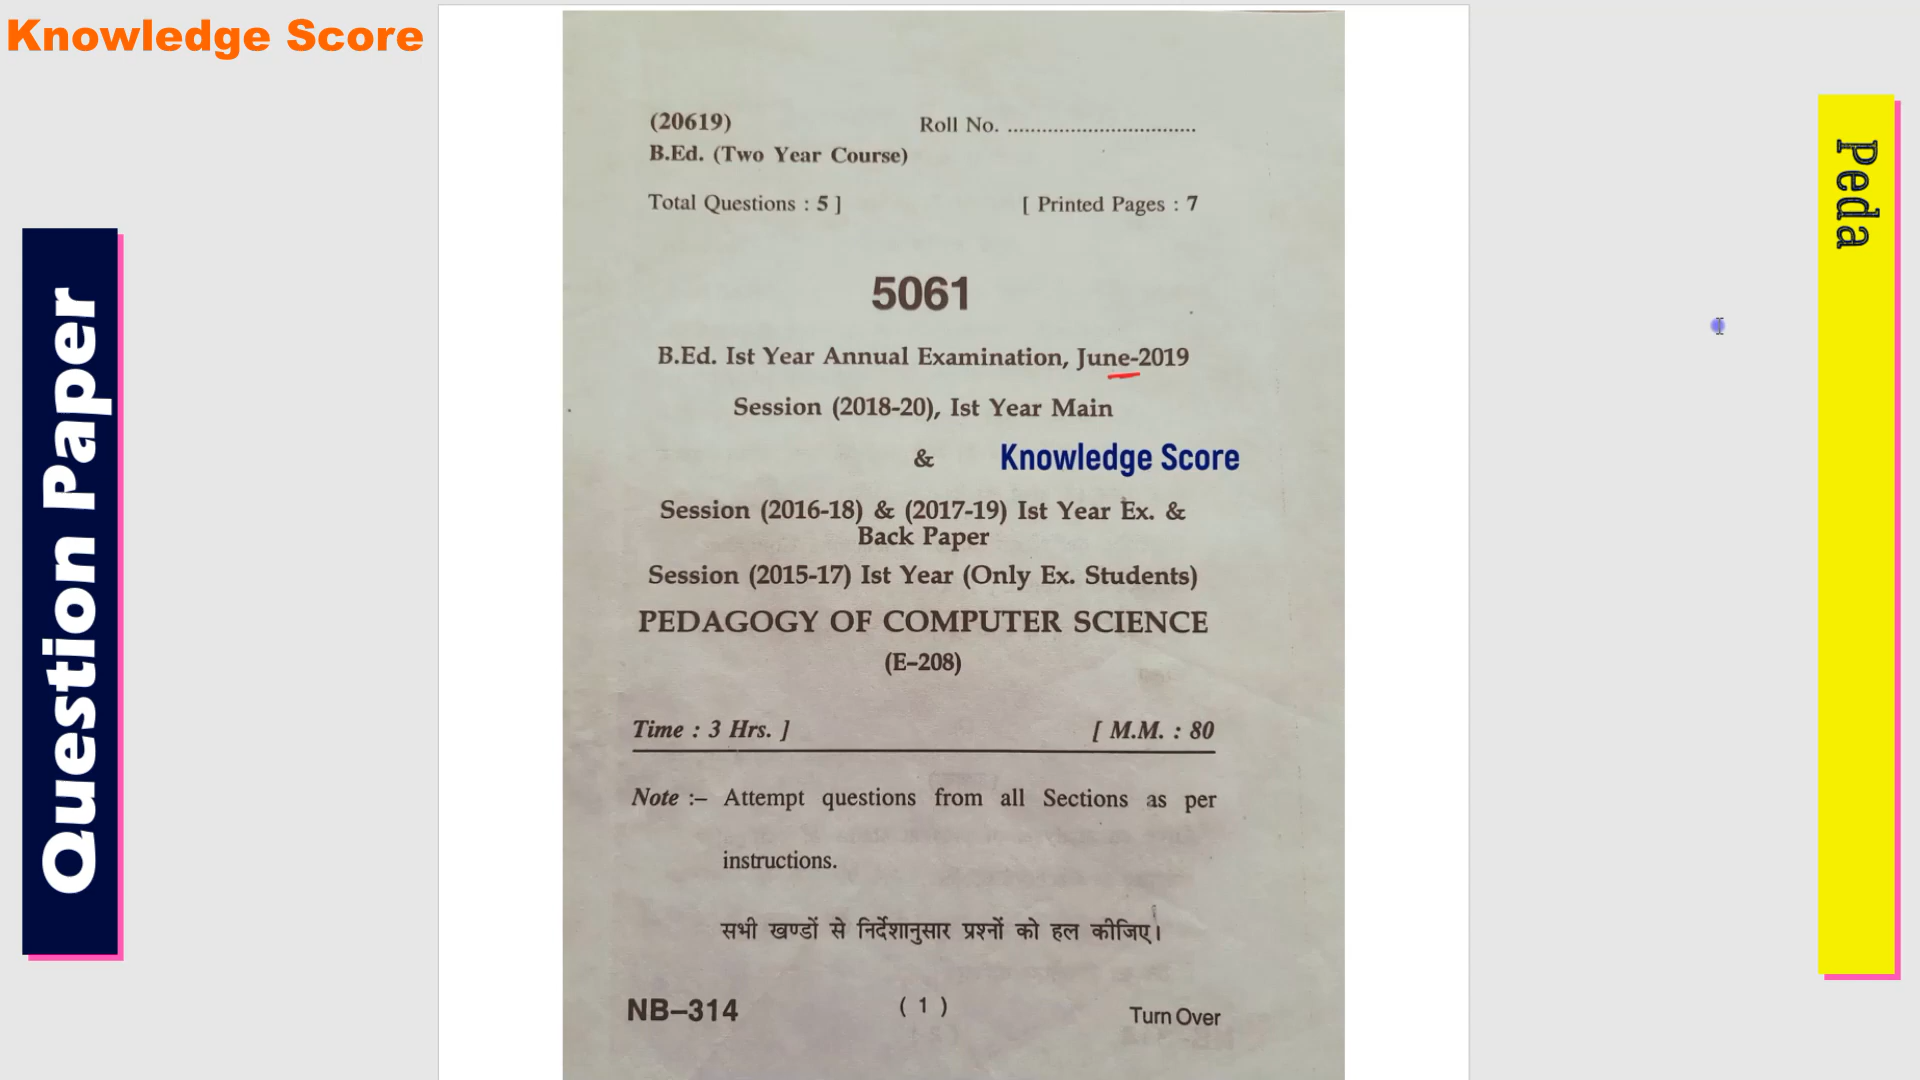 Knowledge Score
Question Paper
Peda
(20619)
Roll No. ................................
B.Ed. (Two Year Course)
Total Questions : 5 ]
[ Printed Pages : 7
5061
B.Ed. Ist Year Annual Examination, June-2019
Session (2018-20), Ist Year Main
&
Knowledge Score
Session (2016-18) & (2017-19) Ist Year Ex. &
Back Paper
Session (2015-17) Ist Year (Only Ex. Students)
PEDAGOGY OF COMPUTER SCIENCE
(E–208)
Time : 3 Hrs. ]
[ M.M. : 80
Note :– Attempt questions from all Sections as per
instructions.
सभी खण्डों से निर्देशानुसार प्रश्नों को हल कीजिए।
NB–314
( 1 )
Turn Over